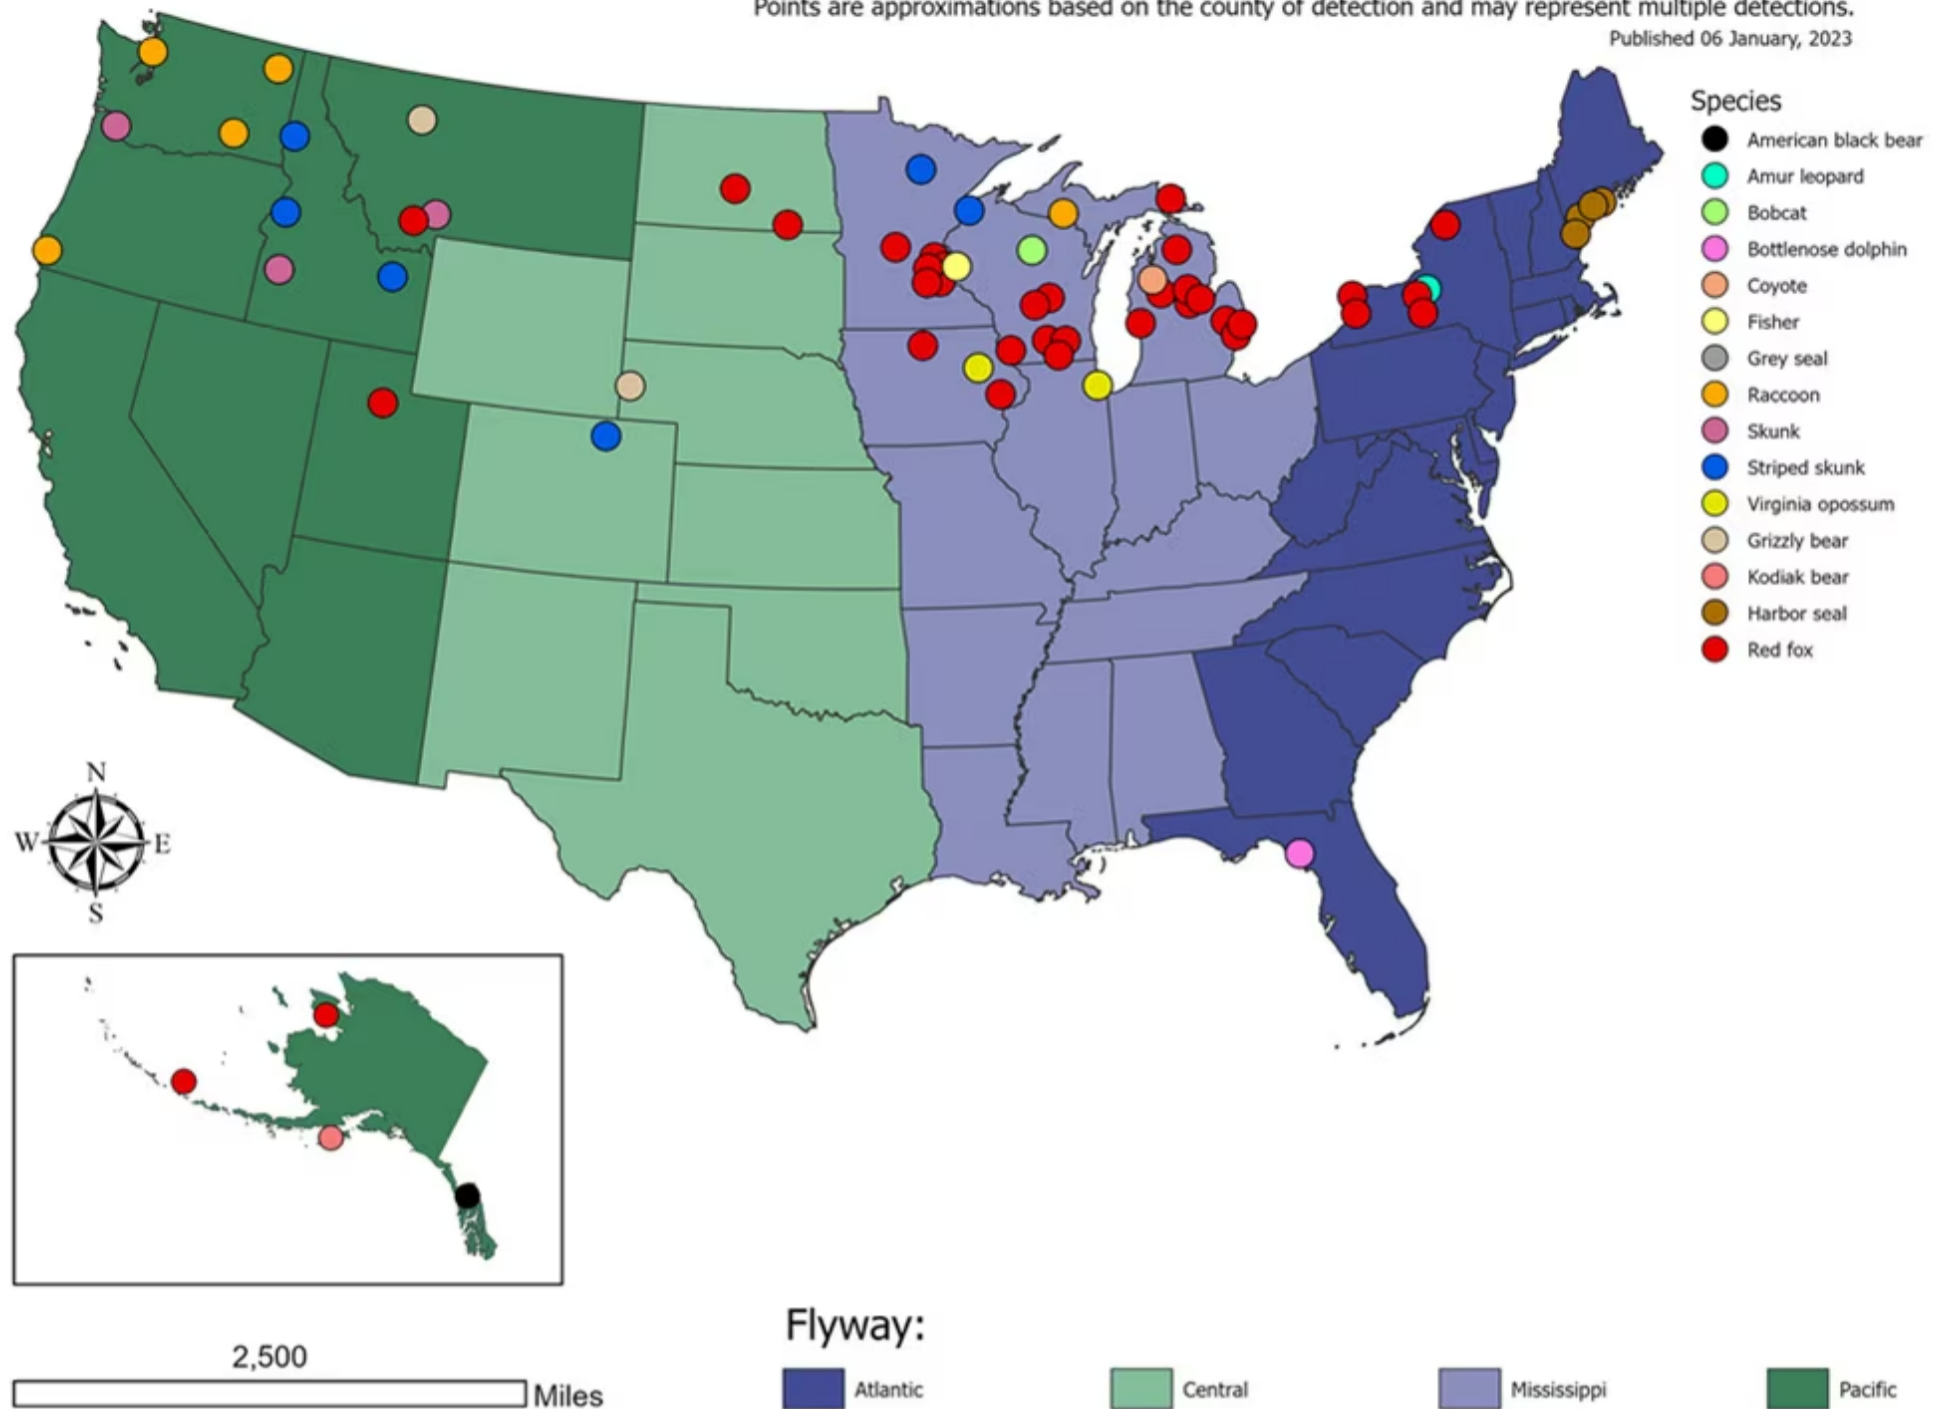 Points are approximations based on the county of detection and may represent multiple detections.
Published 06 January, 2023
Species
American black bear
Amur leopard
Bobcat
Bottlenose dolphin
Coyote
Fisher
Grey seal
Raccoon
Skunk
Striped skunk
Virginia opossum
Grizzly bear
Kodiak bear
Harbor seal
Red fox
N
W E
S
Flyway:
2,500
Miles
Atlantic Central Mississippi Pacific